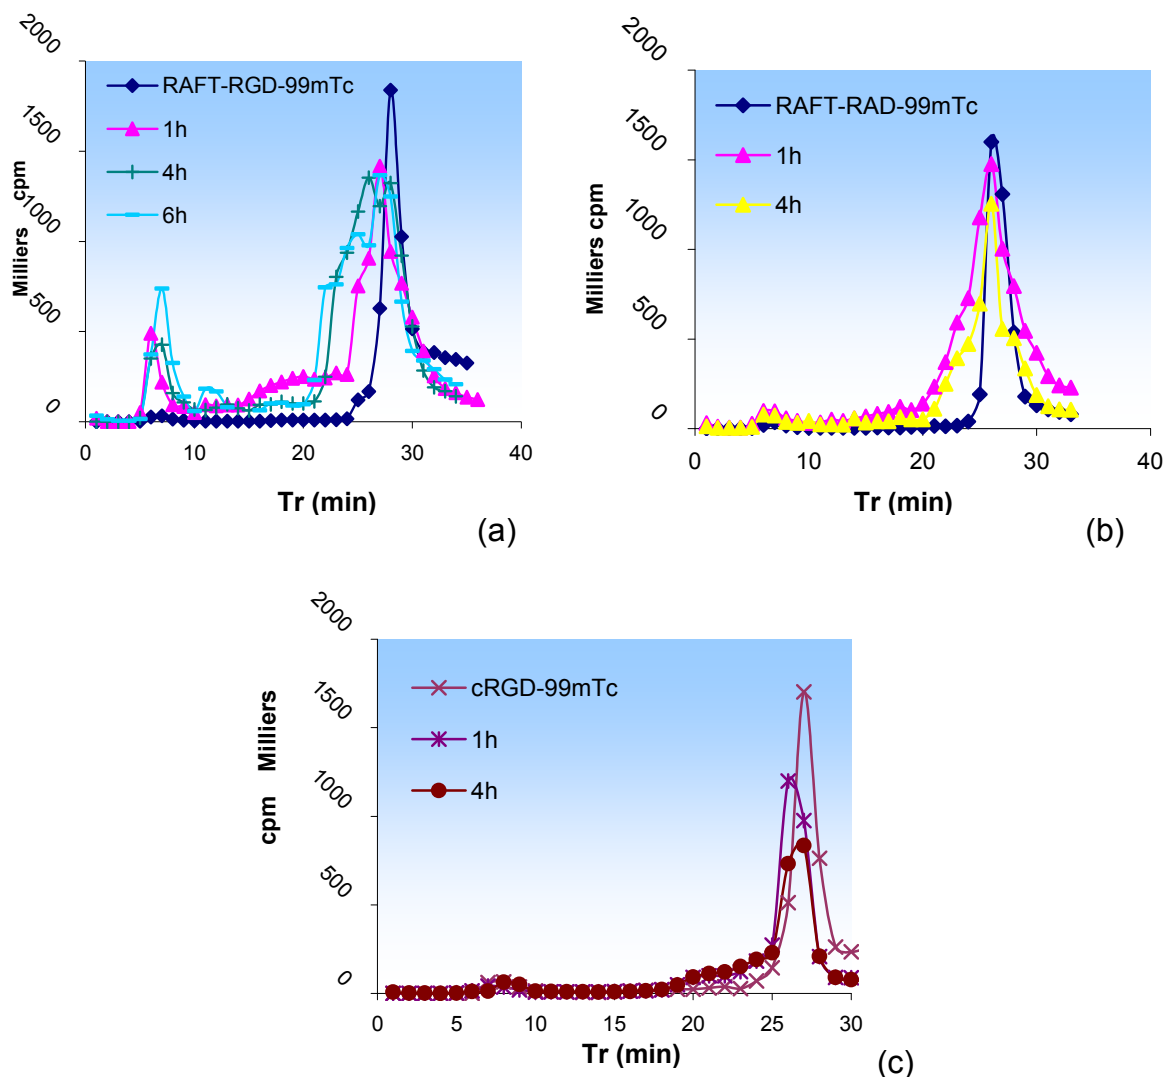 2000
1500
1000
500
0
Milliers cpm
RAFT-RGD-99mTc
1h
4h
6h
0 10 20 30 40
Tr (min)
(a)
2000
1500
1000
500
0
Milliers cpm
RAFT-RAD-99mTc
1h
4h
0 10 20 30 40
Tr (min)
(b)
2000
1500
1000
500
0
cpm Milliers
cRGD-99mTc
1h
4h
0 5 10 15 20 25 30
Tr (min)
(c)